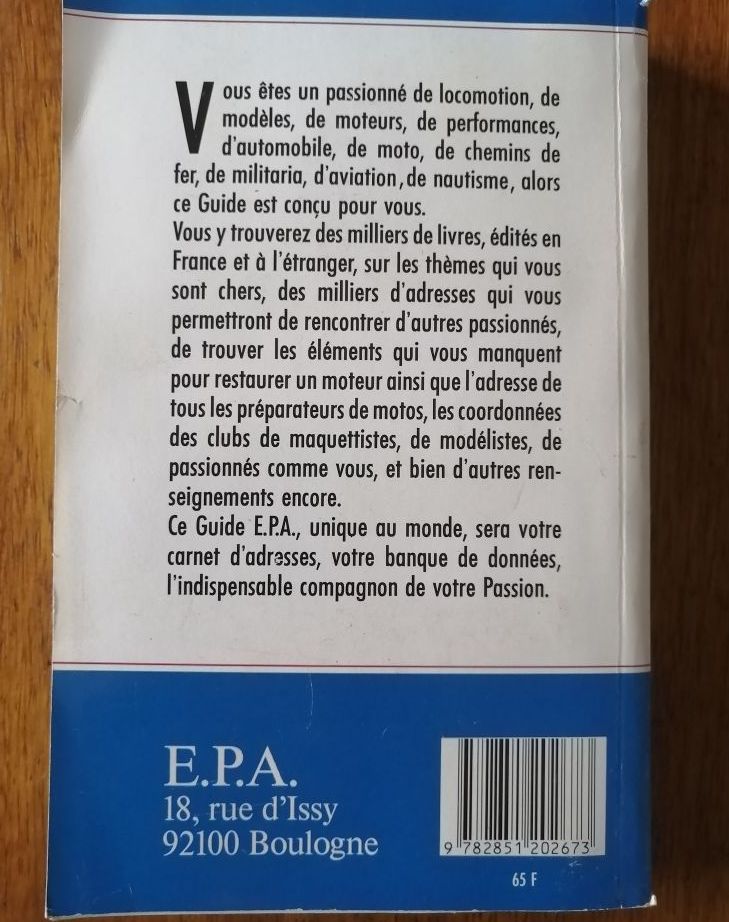 Vous êtes un passionné de locomotion, de
modèles, de moteurs, de performances,
d'automobile, de moto, de chemins de
fer, de militaria, d'aviation, de nautisme, alors
ce Guide est conçu pour vous.
Vous y trouverez des milliers de livres, édités en
France et à l'étranger, sur les thèmes qui vous
sont chers, des milliers d'adresses qui vous
permettront de rencontrer d'autres passionnés,
de trouver les éléments qui vous manquent
pour restaurer un moteur ainsi que l'adresse de
tous les préparateurs de motos, les coordonnées
des clubs de maquettistes, de modélistes, de
passionnés comme vous, et bien d'autres ren-
seignements encore.
Ce Guide E.P.A., unique au monde, sera votre
carnet d'adresses, votre banque de données,
l'indispensable compagnon de votre Passion.
E.P.A.
18, rue d'Issy
92100 Boulogne
9 782851 202673
65 F